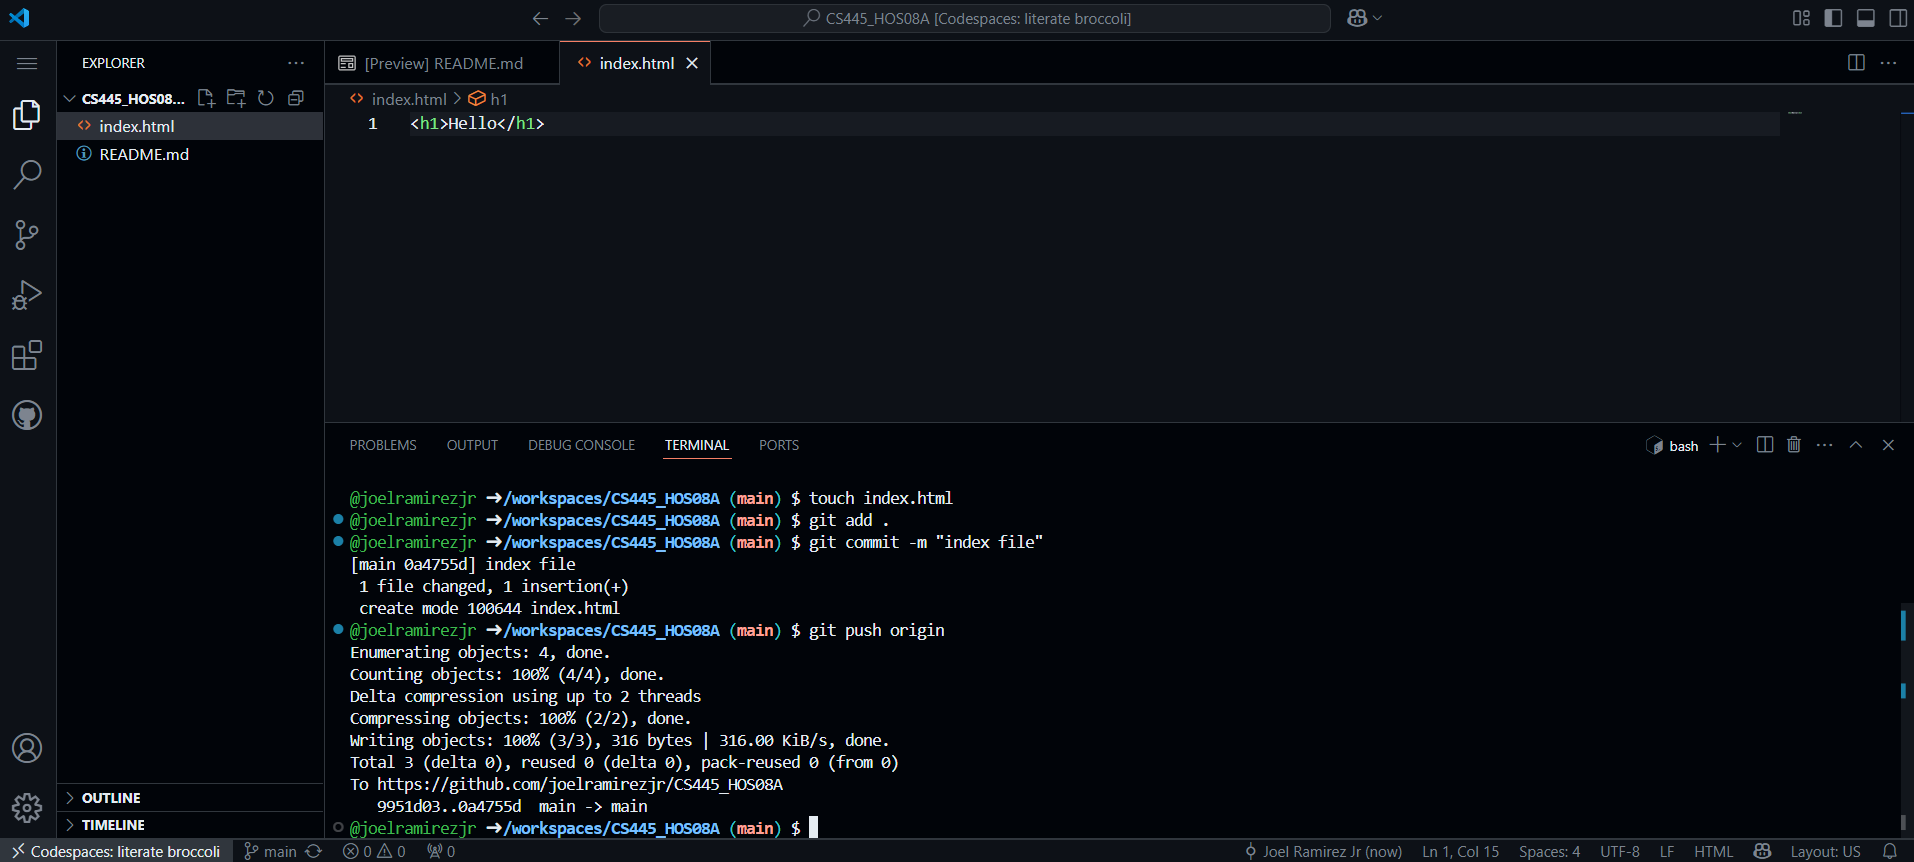 CS445_HOS08A [Codespaces: literate broccoli]
EXPLORER
CS445_HOS08...
index.html
README.md
OUTLINE
TIMELINE
[Preview] README.md
index.html
index.html > h1
1 <h1>Hello</h1>
PROBLEMS OUTPUT DEBUG CONSOLE TERMINAL PORTS
bash
@joelramirezjr ➜/workspaces/CS445_HOS08A (main) $ touch index.html
@joelramirezjr ➜/workspaces/CS445_HOS08A (main) $ git add .
@joelramirezjr ➜/workspaces/CS445_HOS08A (main) $ git commit -m "index file"
[main 0a4755d] index file
1 file changed, 1 insertion(+)
create mode 100644 index.html
@joelramirezjr ➜/workspaces/CS445_HOS08A (main) $ git push origin
Enumerating objects: 4, done.
Counting objects: 100% (4/4), done.
Delta compression using up to 2 threads
Compressing objects: 100% (2/2), done.
Writing objects: 100% (3/3), 316 bytes | 316.00 KiB/s, done.
Total 3 (delta 0), reused 0 (delta 0), pack-reused 0 (from 0)
To https://github.com/joelramirezjr/CS445_HOS08A
9951d03..0a4755d main -> main
@joelramirezjr ➜/workspaces/CS445_HOS08A (main) $
Codespaces: literate broccoli main 0 0 0 Joel Ramirez Jr (now) Ln 1, Col 15 Spaces: 4 UTF-8 LF HTML Layout: US